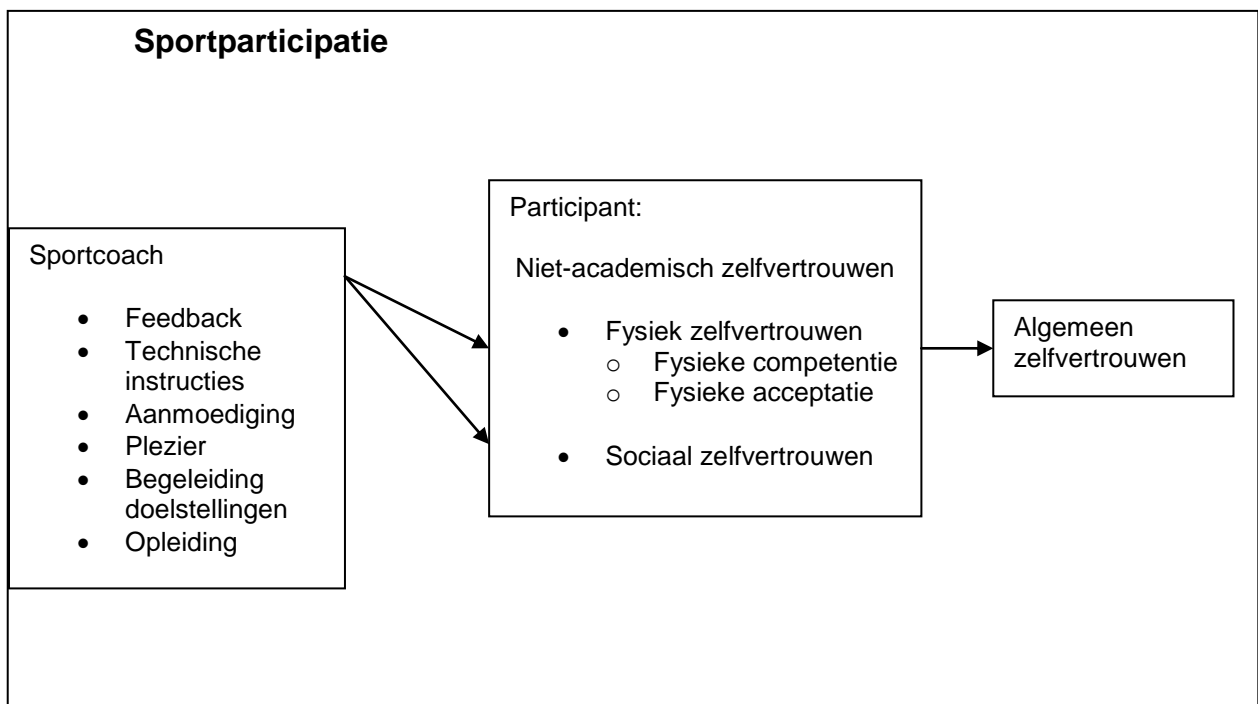 Sportparticipatie
Sportcoach
• Feedback
• Technische
instructies
• Aanmoediging
• Plezier
• Begeleiding
doelstellingen
• Opleiding
Participant:
Niet-academisch zelfvertrouwen
• Fysiek zelfvertrouwen
o Fysieke competentie
o Fysieke acceptatie
• Sociaal zelfvertrouwen
Algemeen
zelfvertrouwen